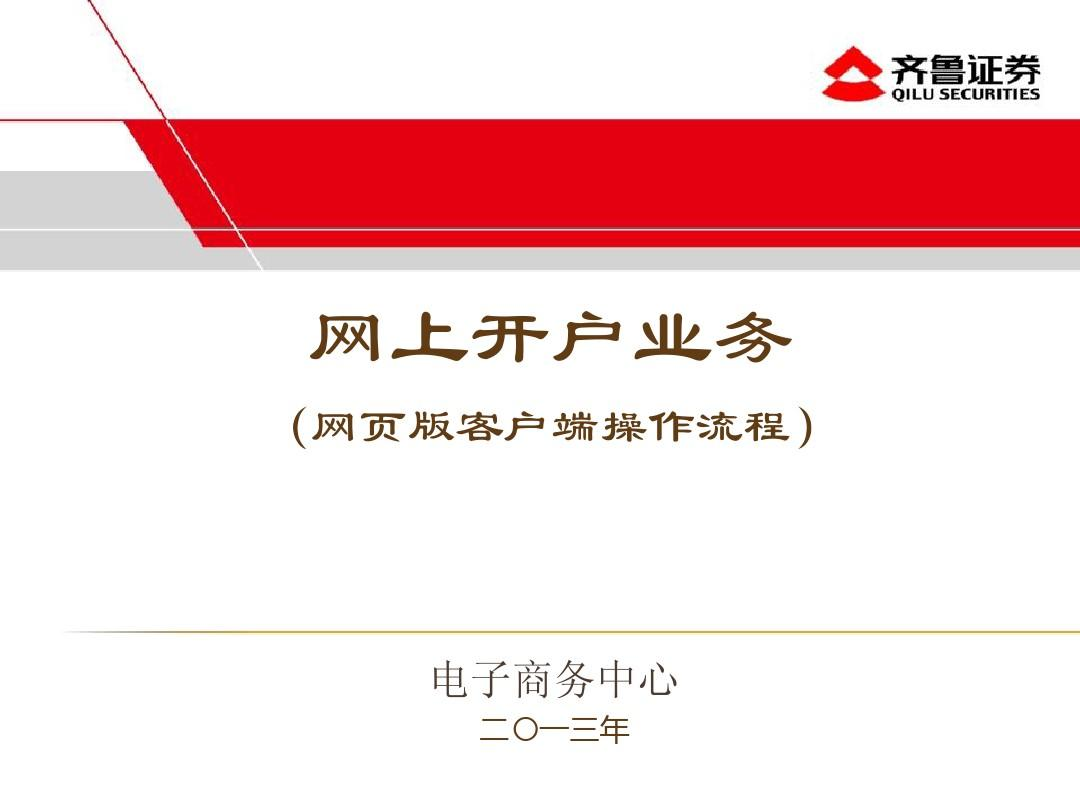 齐鲁证券
QILU SECURITIES
网上开户业务
(网页版客户端操作流程)
电子商务中心
二〇一三年